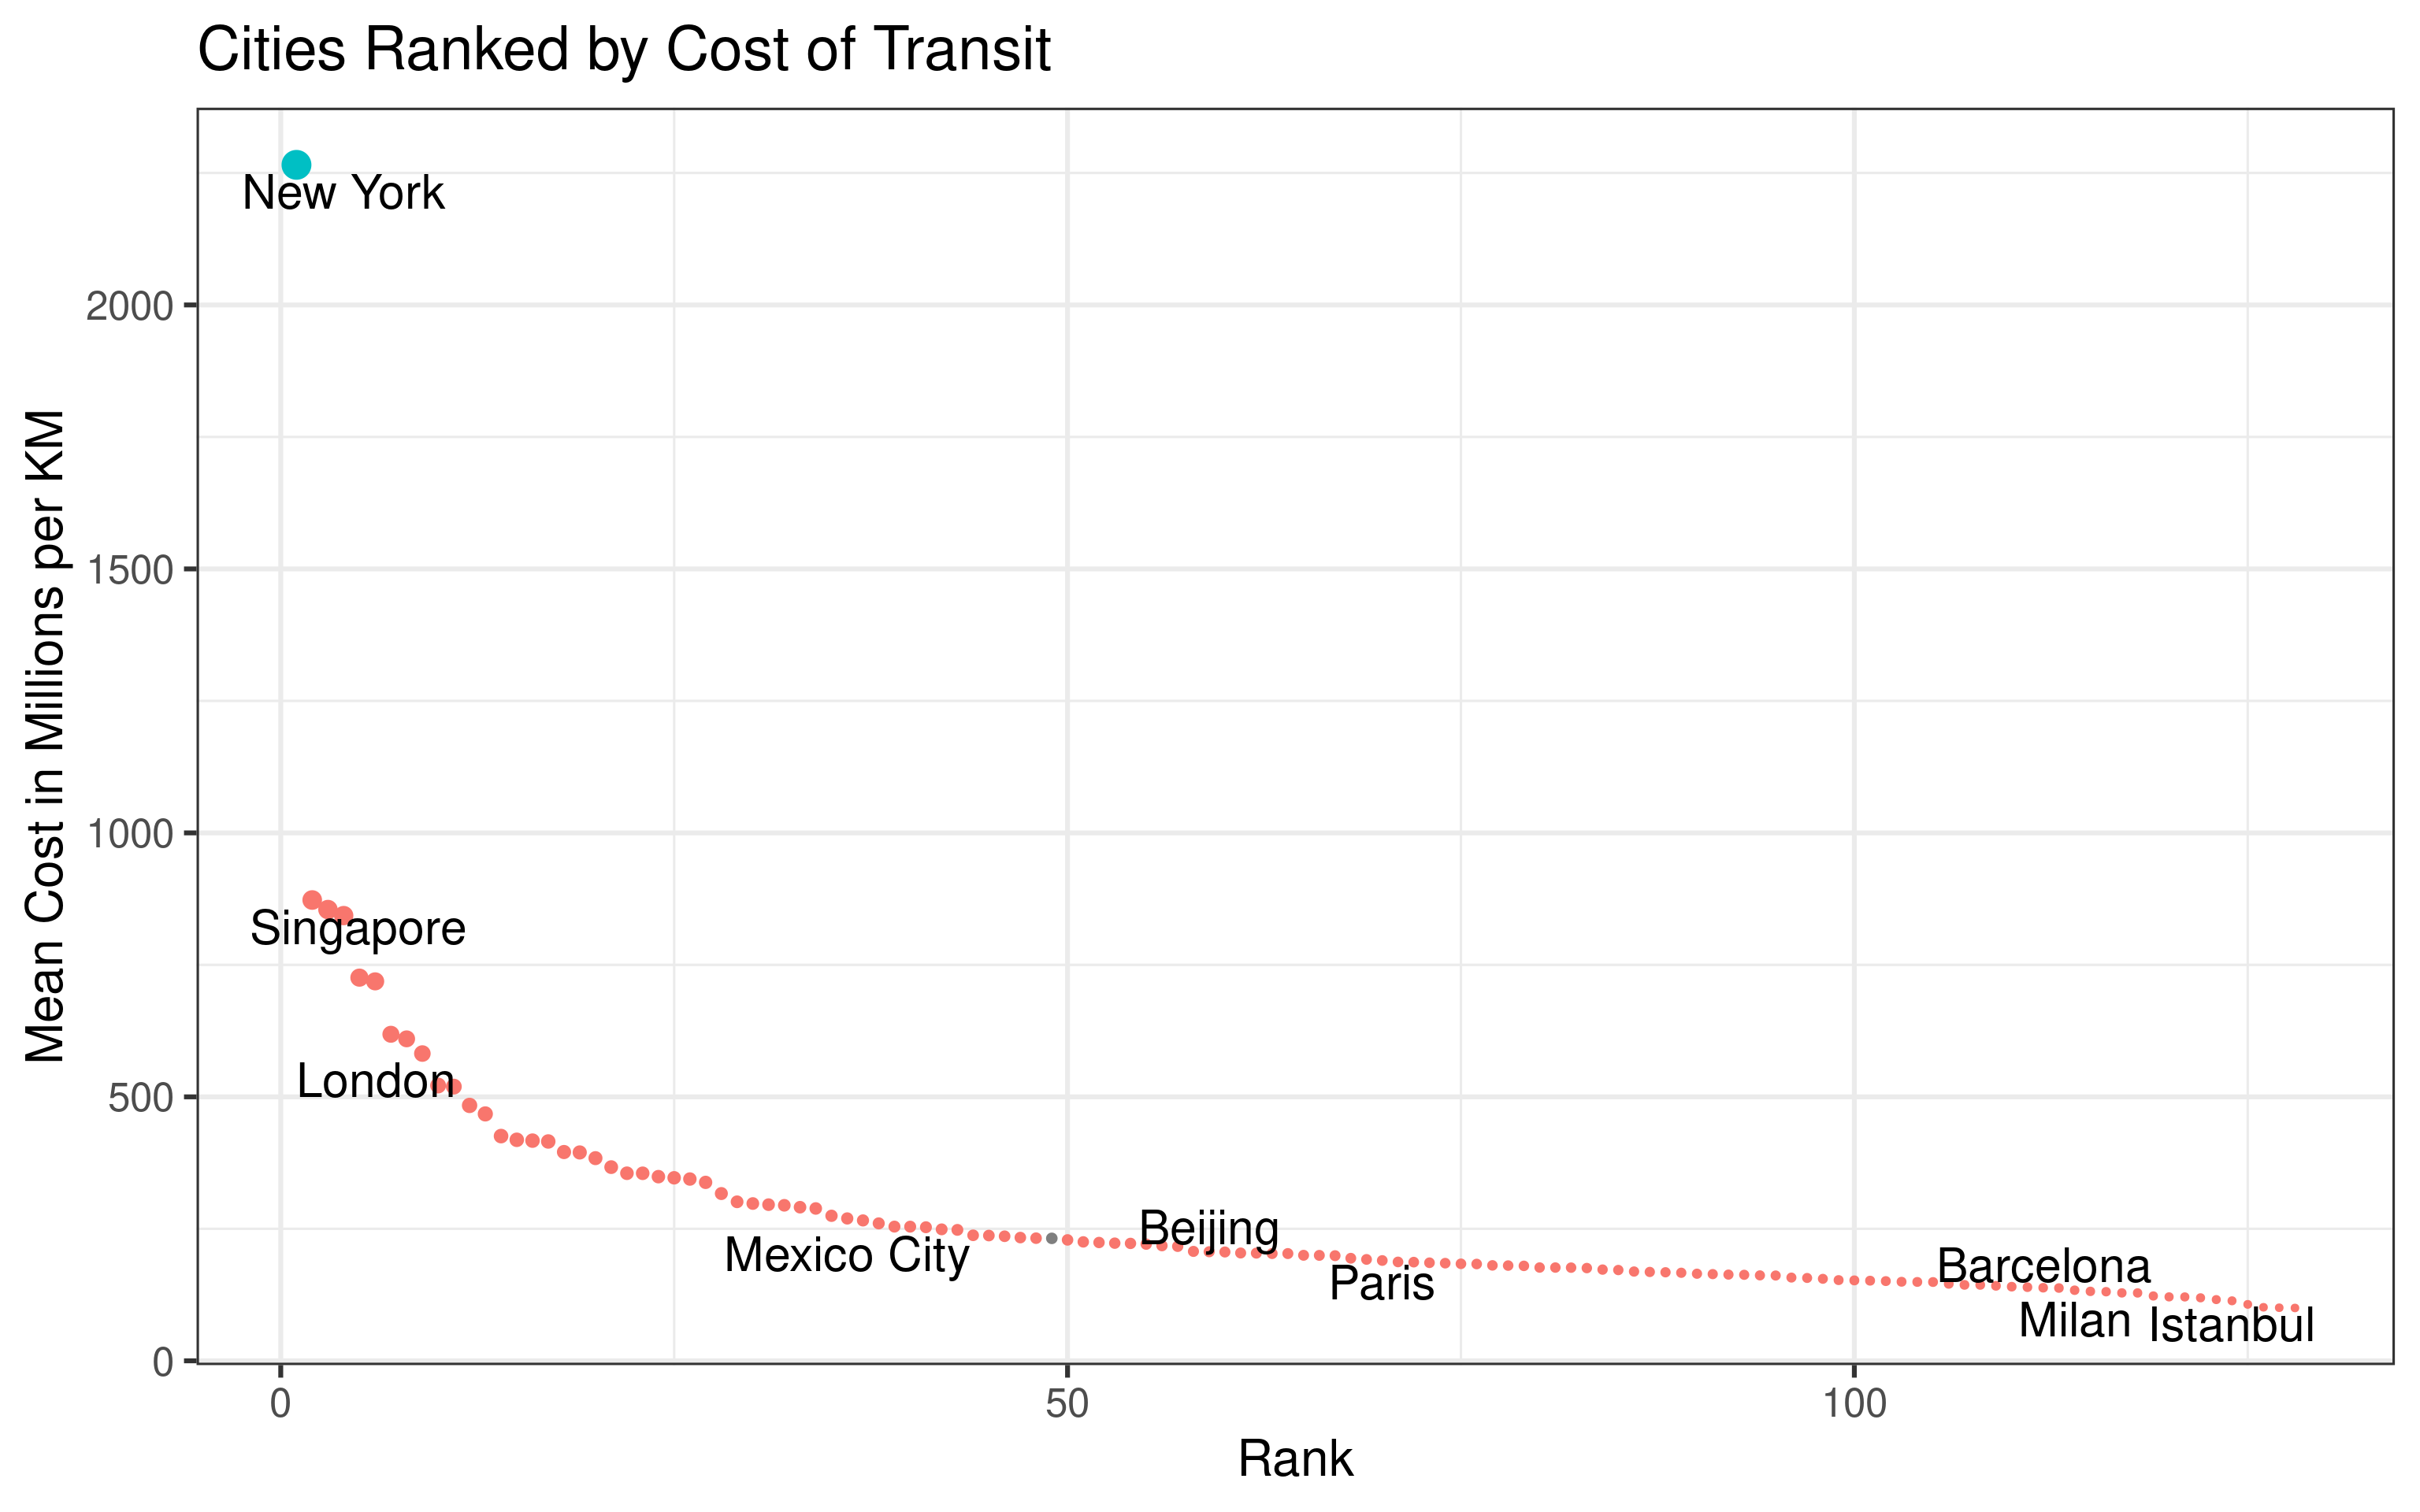 Cities Ranked by Cost of Transit
Mean Cost in Millions per KM
2000
1500
1000
500
0
New York
Singapore
London
Mexico City
Beijing
Paris
Barcelona
Milan
Istanbul
0
50
100
Rank